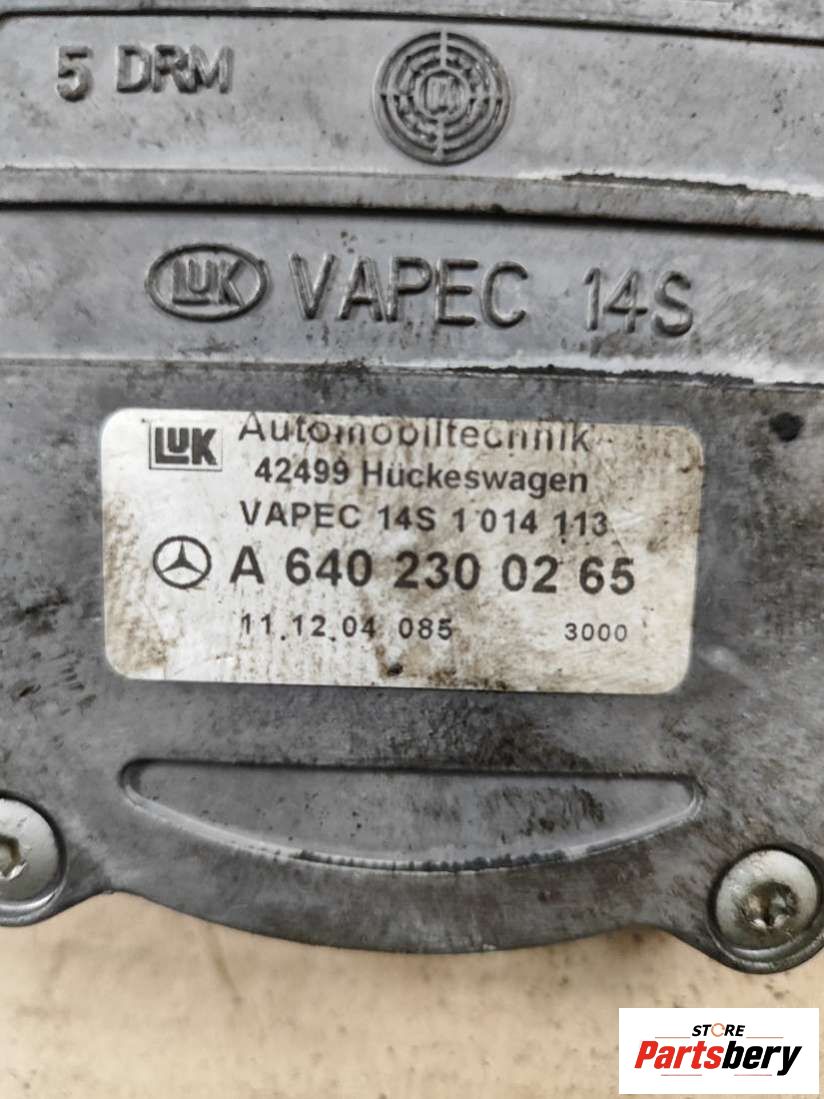 5 DRM
04
LUK VAPEC 14S
LUK Automobiltechnik
42499 Hückeswagen
VAPEC 14S 1 014 113
A 640 230 02 65
11.12.04 085 3000
STORE
Partsbery